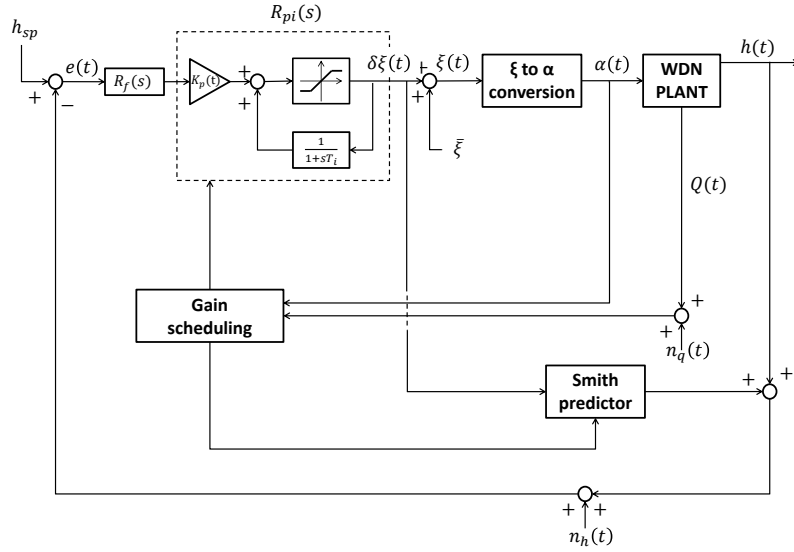 R_pi(s)
h_sp
e(t)
R_f(s)
K_p(t)
δξ(t)
ξ(t)
ξ to α
conversion
α(t)
WDN
PLANT
h(t)
+
−
+
+
+
+
1
1+sT_i
ξ̄
Q(t)
Gain
scheduling
+
+
n_q(t)
Smith
predictor
+
+
+
+
n_h(t)